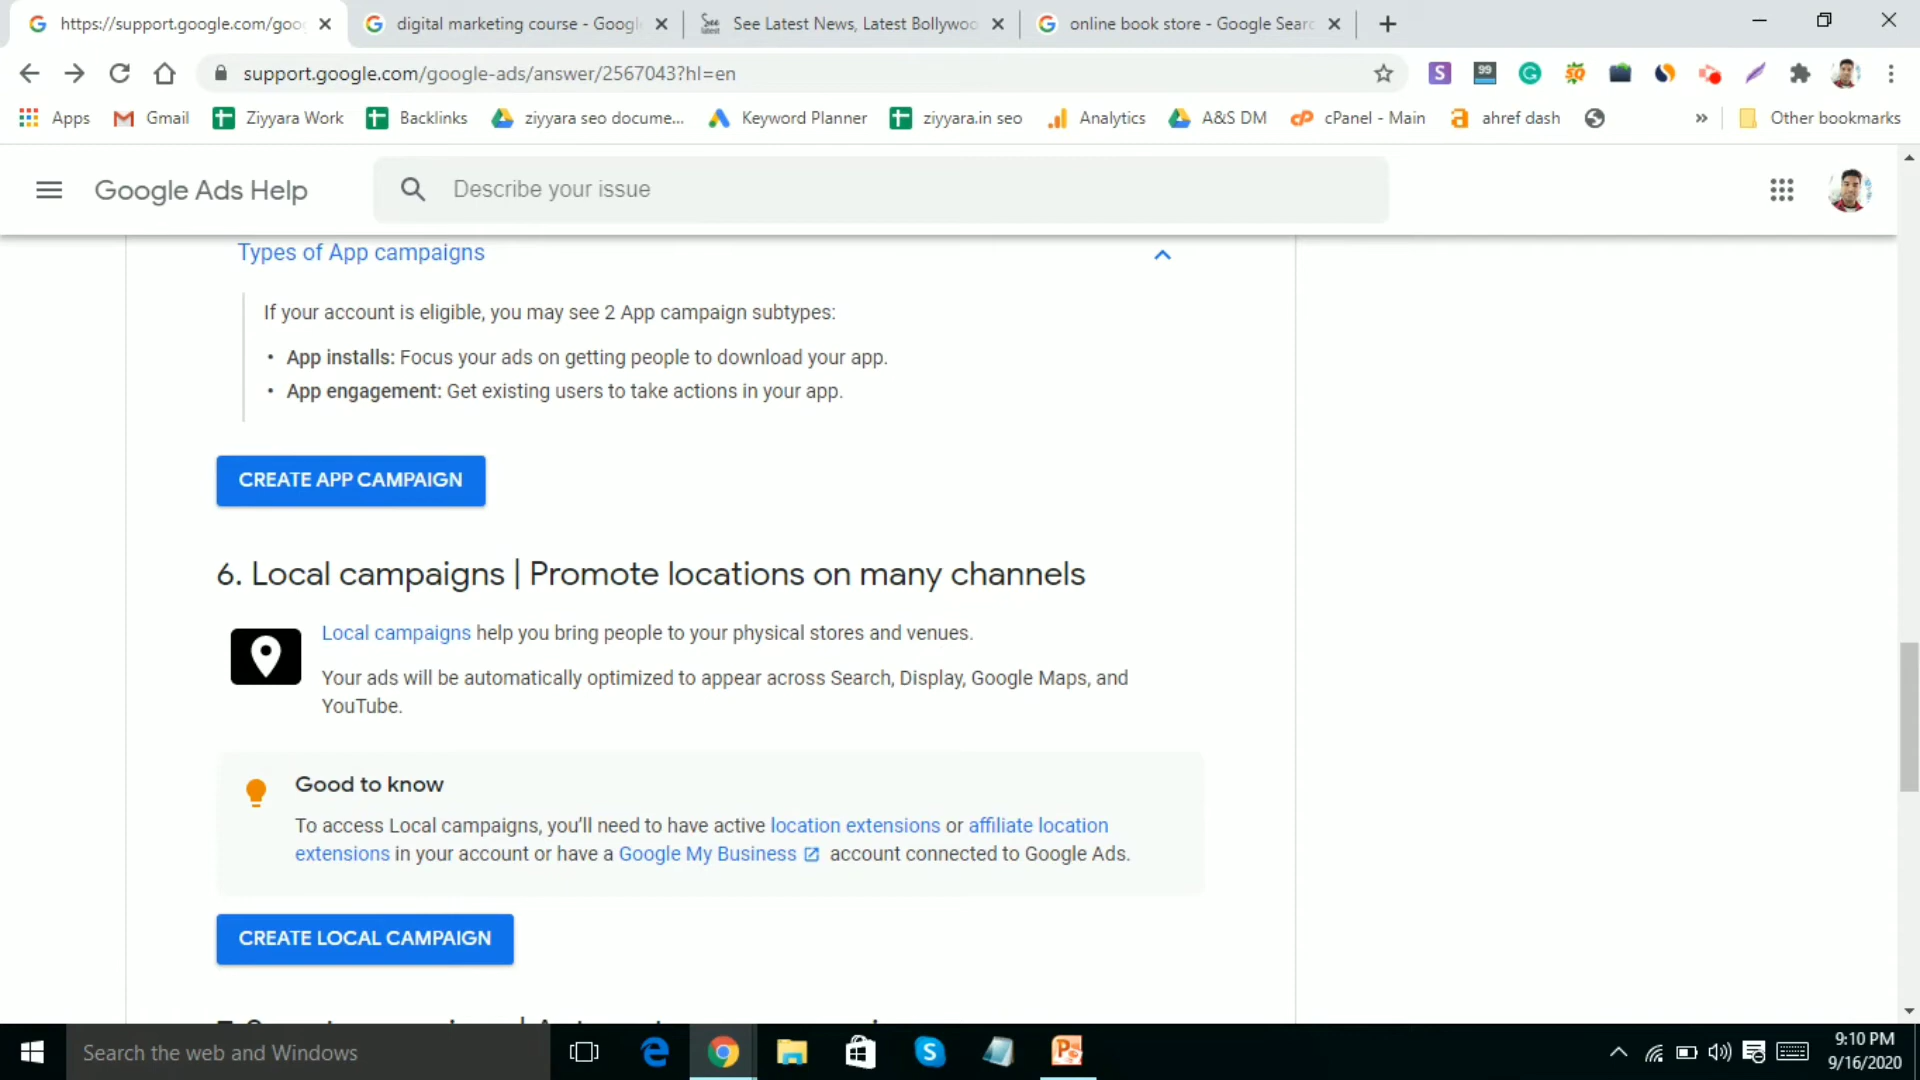 https://support.google.com/goo
digital marketing course - Googl
See Latest News, Latest Bollywoo
online book store - Google Searc
support.google.com/google-ads/answer/2567043?hl=en
Apps
Gmail
Ziyyara Work
Backlinks
ziyyara seo docume...
Keyword Planner
ziyyara.in seo
Analytics
A&S DM
cPanel - Main
ahref dash
»
Other bookmarks
Google Ads Help
Describe your issue
Types of App campaigns
If your account is eligible, you may see 2 App campaign subtypes:
• App installs: Focus your ads on getting people to download your app.
• App engagement: Get existing users to take actions in your app.
CREATE APP CAMPAIGN
6. Local campaigns | Promote locations on many channels
Local campaigns help you bring people to your physical stores and venues.
Your ads will be automatically optimized to appear across Search, Display, Google Maps, and
YouTube.
Good to know
To access Local campaigns, you’ll need to have active location extensions or affiliate location
extensions in your account or have a Google My Business account connected to Google Ads.
CREATE LOCAL CAMPAIGN
Search the web and Windows
9:10 PM
9/16/2020